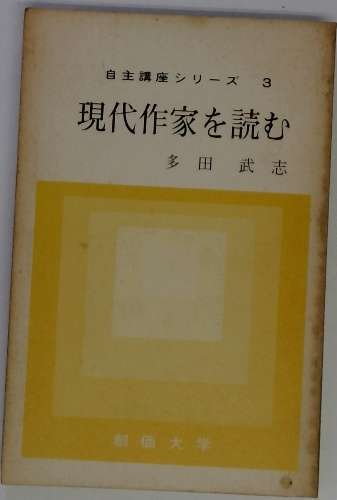 自主講座シリーズ 3
現代作家を読む
多田 武志
創価大学